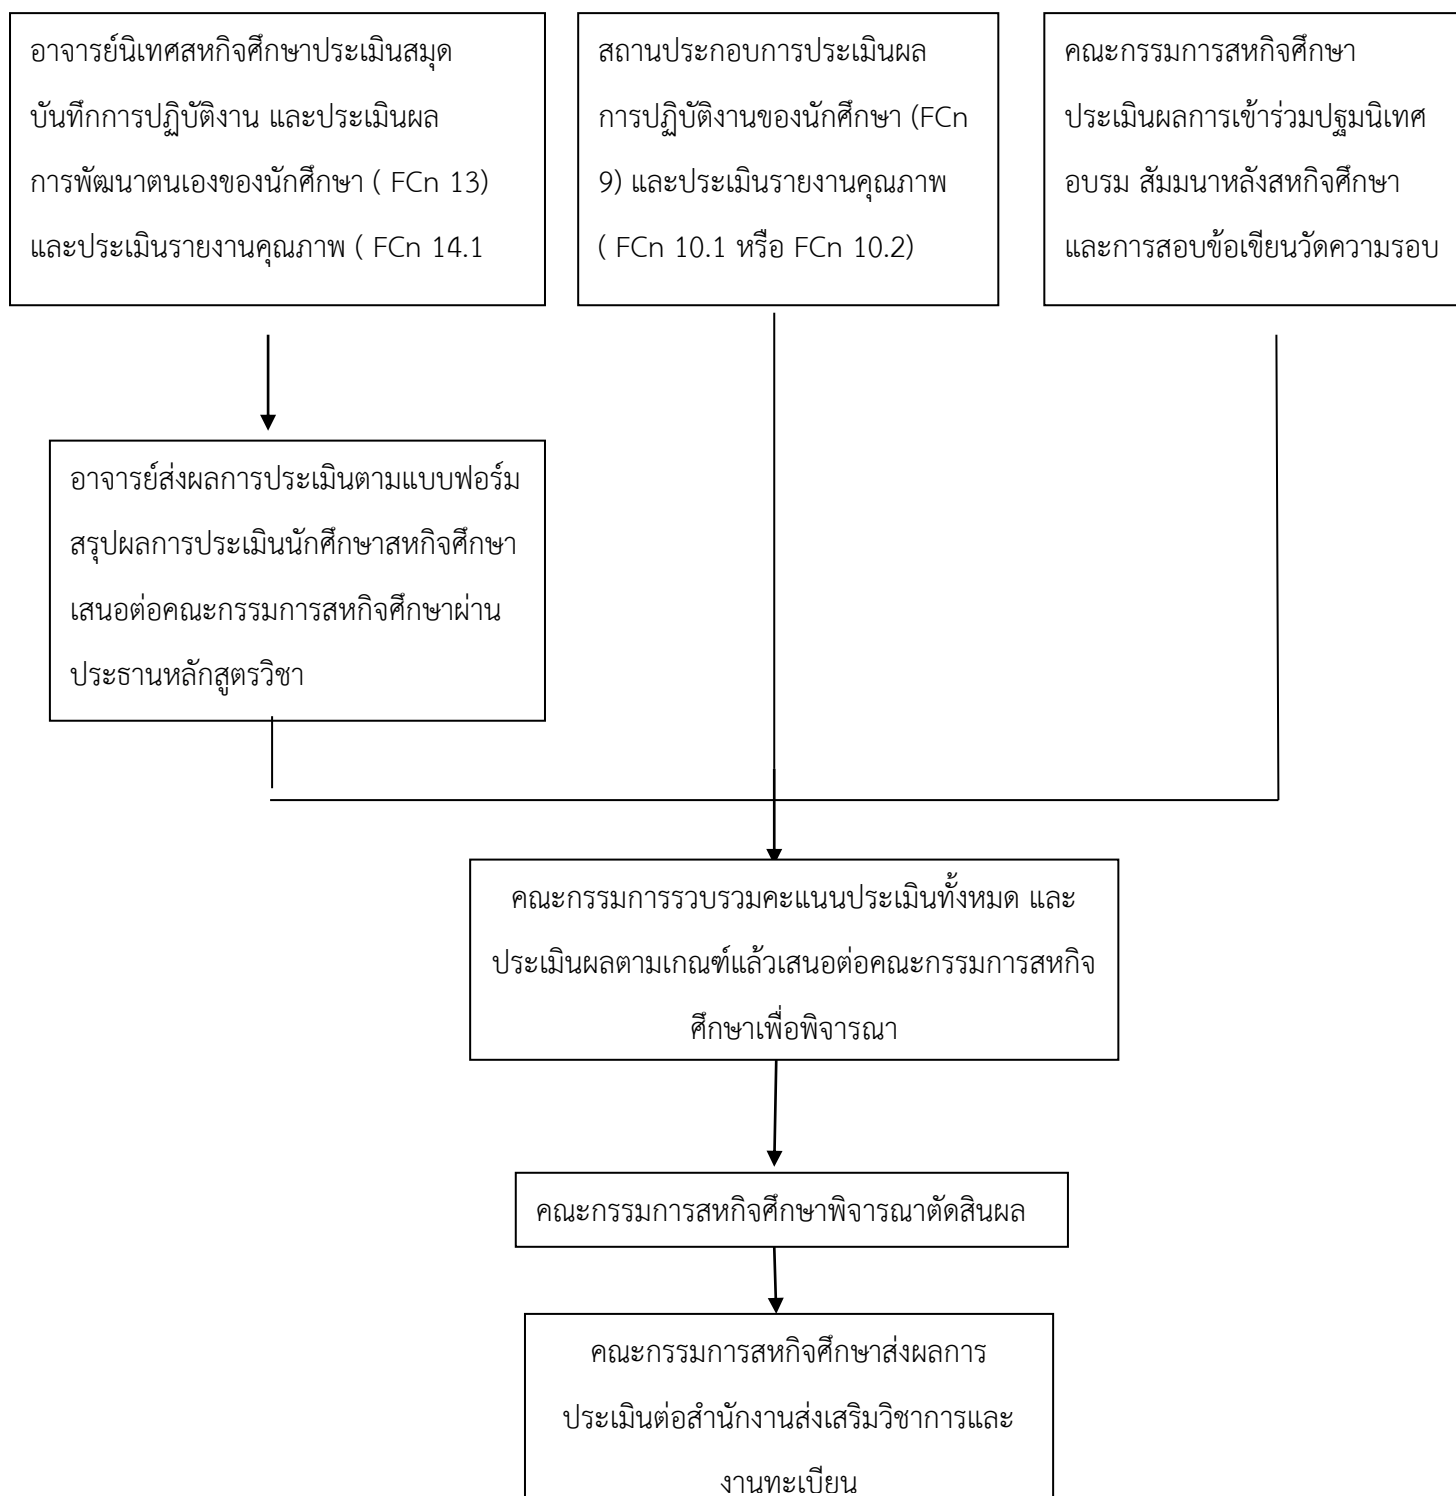 อาจารย์นิเทศสหกิจศึกษาประเมินสมุด
บันทึกการปฏิบัติงาน และประเมินผล
การพัฒนาตนเองของนักศึกษา ( FCn 13)
และประเมินรายงานคุณภาพ ( FCn 14.1
สถานประกอบการประเมินผล
การปฏิบัติงานของนักศึกษา (FCn
9) และประเมินรายงานคุณภาพ
( FCn 10.1 หรือ FCn 10.2)
คณะกรรมการสหกิจศึกษา
ประเมินผลการเข้าร่วมปฐมนิเทศ
อบรม สัมมนาหลังสหกิจศึกษา
และการสอบข้อเขียนวัดความรอบ
อาจารย์ส่งผลการประเมินตามแบบฟอร์ม
สรุปผลการประเมินนักศึกษาสหกิจศึกษา
เสนอต่อคณะกรรมการสหกิจศึกษาผ่าน
ประธานหลักสูตรวิชา
คณะกรรมการรวบรวมคะแนนประเมินทั้งหมด และ
ประเมินผลตามเกณฑ์แล้วเสนอต่อคณะกรรมการสหกิจ
ศึกษาเพื่อพิจารณา
คณะกรรมการสหกิจศึกษาพิจารณาตัดสินผล
คณะกรรมการสหกิจศึกษาส่งผลการ
ประเมินต่อสำนักงานส่งเสริมวิชาการและ
งานทะเบียน